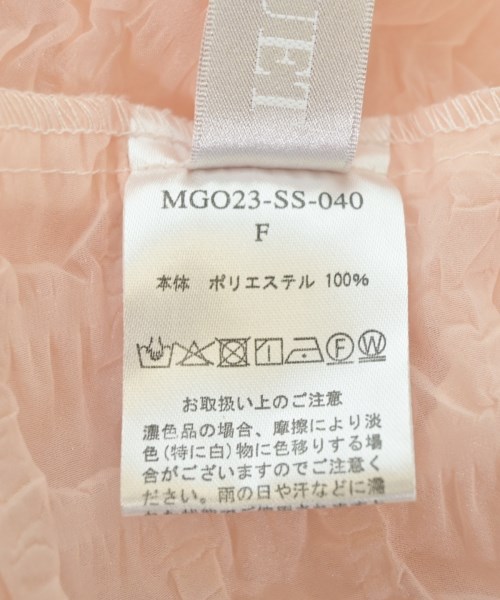 JET
MGO23-SS-040
F
本体 ポリエステル 100%
F W
お取扱い上のご注意
濃色品の場合、摩擦により淡
色(特に白)物に色移りする場
合がございますのでご注意くだ
さい。雨の日や汗などに濡